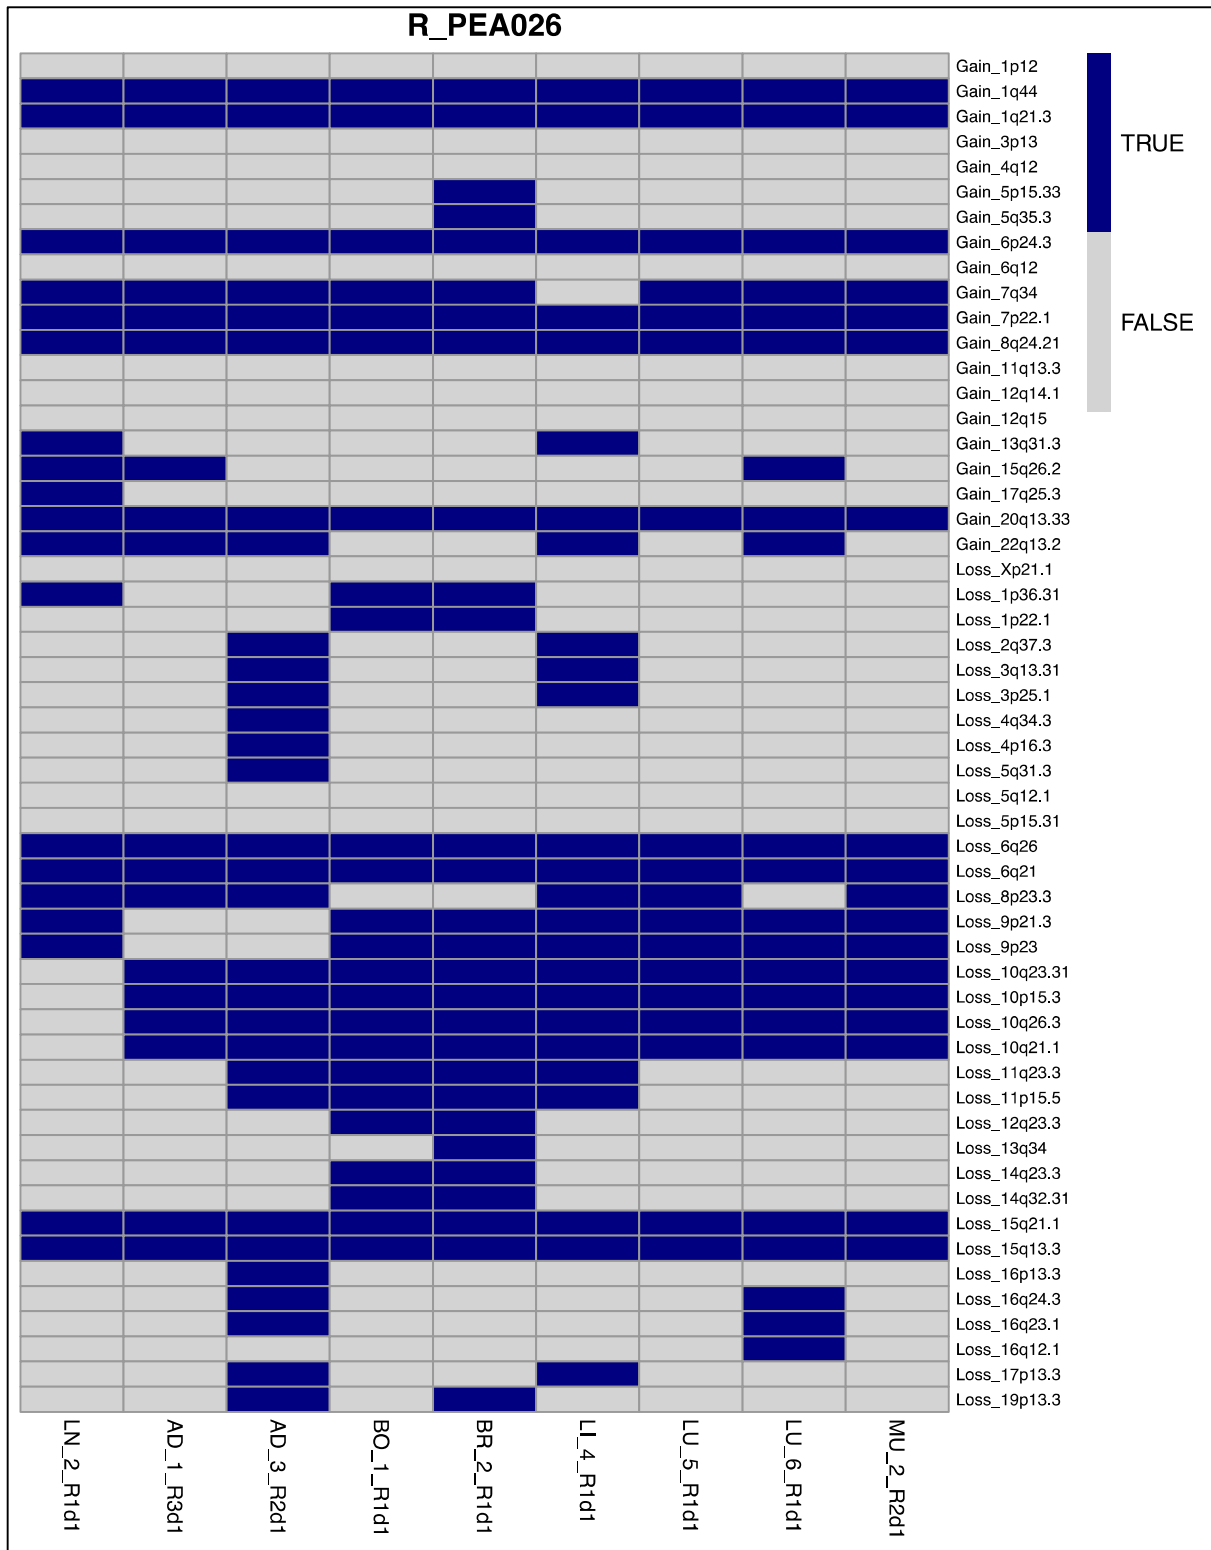 R_PEA026
Gain_1p12
Gain_1q44
Gain_1q21.3
Gain_3p13
Gain_4q12
Gain_5p15.33
Gain_5q35.3
Gain_6p24.3
Gain_6q12
Gain_7q34
Gain_7p22.1
Gain_8q24.21
Gain_11q13.3
Gain_12q14.1
Gain_12q15
Gain_13q31.3
Gain_15q26.2
Gain_17q25.3
Gain_20q13.33
Gain_22q13.2
Loss_Xp21.1
Loss_1p36.31
Loss_1p22.1
Loss_2q37.3
Loss_3q13.31
Loss_3p25.1
Loss_4q34.3
Loss_4p16.3
Loss_5q31.3
Loss_5q12.1
Loss_5p15.31
Loss_6q26
Loss_6q21
Loss_8p23.3
Loss_9p21.3
Loss_9p23
Loss_10q23.31
Loss_10p15.3
Loss_10q26.3
Loss_10q21.1
Loss_11q23.3
Loss_11p15.5
Loss_12q23.3
Loss_13q34
Loss_14q23.3
Loss_14q32.31
Loss_15q21.1
Loss_15q13.3
Loss_16p13.3
Loss_16q24.3
Loss_16q23.1
Loss_16q12.1
Loss_17p13.3
Loss_19p13.3
TRUE
FALSE
LN_2_R1d1
AD_1_R3d1
AD_3_R2d1
BO_1_R1d1
BR_2_R1d1
LI_4_R1d1
LU_5_R1d1
LU_6_R1d1
MU_2_R2d1